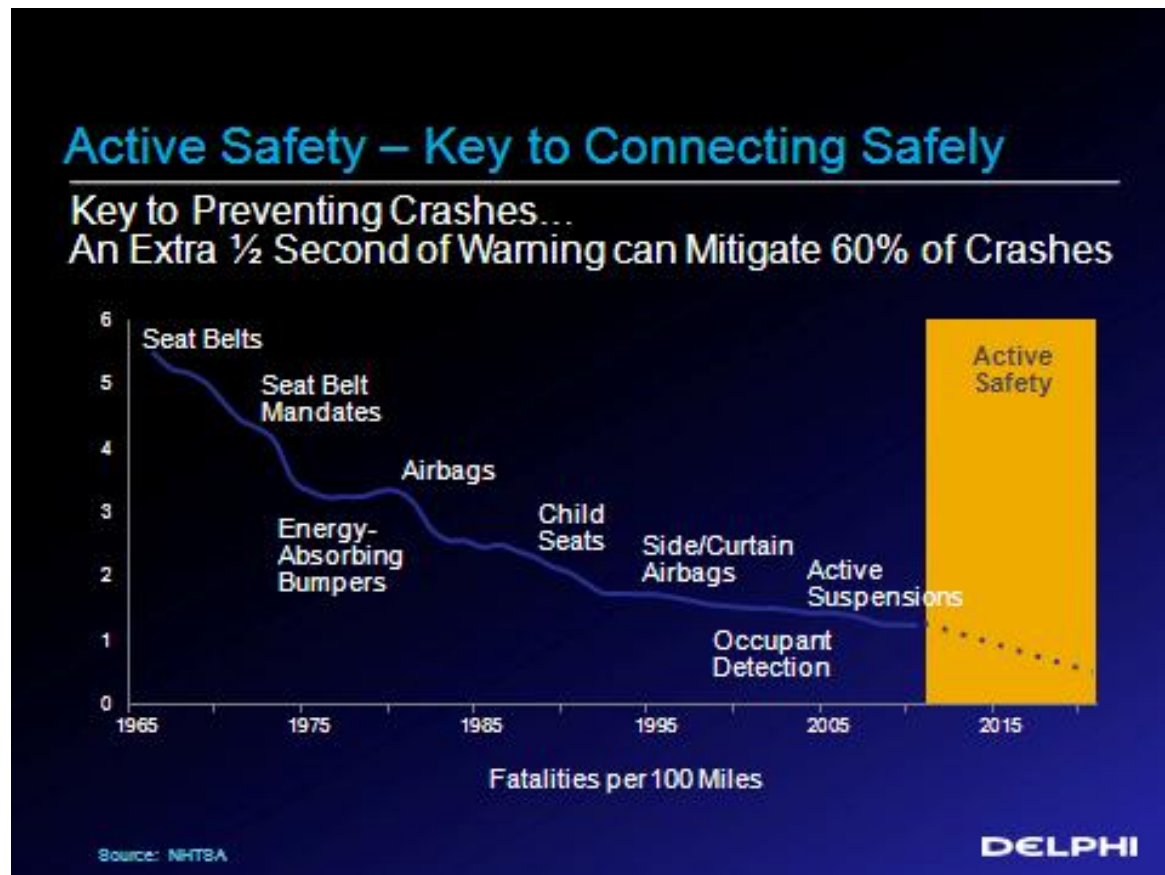 Active Safety – Key to Connecting Safely
Key to Preventing Crashes...
An Extra ½ Second of Warning can Mitigate 60% of Crashes
6
5
4
3
2
1
0
Seat Belts
Seat Belt
Mandates
Energy-
Absorbing
Bumpers
Airbags
Child
Seats
Side/Curtain
Airbags
Occupant
Detection
Active
Suspensions
Active
Safety
1965
1975
1985
1995
2005
2015
Fatalities per 100 Miles
Source: NHTSA
DELPHI